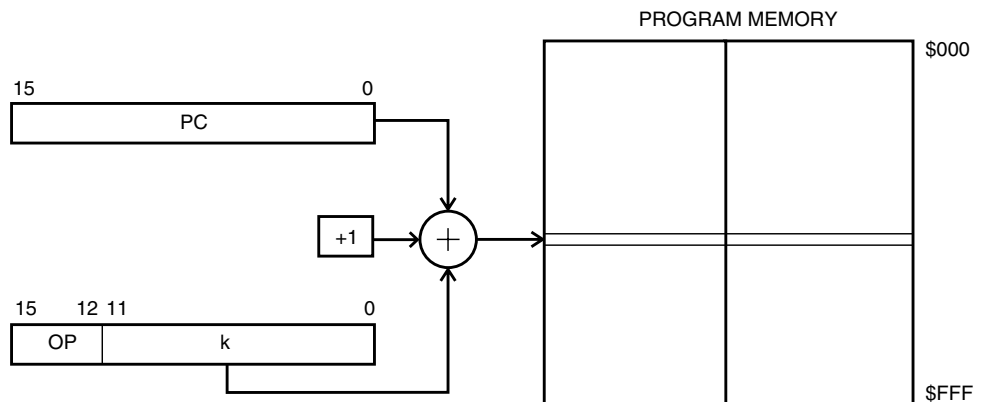 PROGRAM MEMORY
$000
15 0
PC
+1
+
15 12 11 0
OP k
$FFF